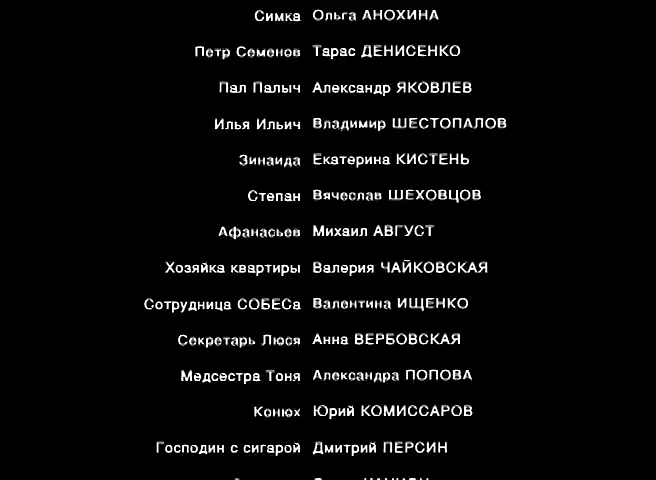 Симка Ольга АНОХИНА
Петр Семенов Тарас ДЕНИСЕНКО
Пал Палыч Александр ЯКОВЛЕВ
Илья Ильич Владимир ШЕСТОПАЛОВ
Зинаида Екатерина КИСТЕНЬ
Степан Вячеслав ШЕХОВЦОВ
Афанасьев Михаил АВГУСТ
Хозяйка квартиры Валерия ЧАЙКОВСКАЯ
Сотрудница СОБЕСа Валентина ИЩЕНКО
Секретарь Люся Анна ВЕРБОВСКАЯ
Медсестра Тоня Александра ПОПОВА
Конюх Юрий КОМИССАРОВ
Господин с сигарой Дмитрий ПЕРСИН